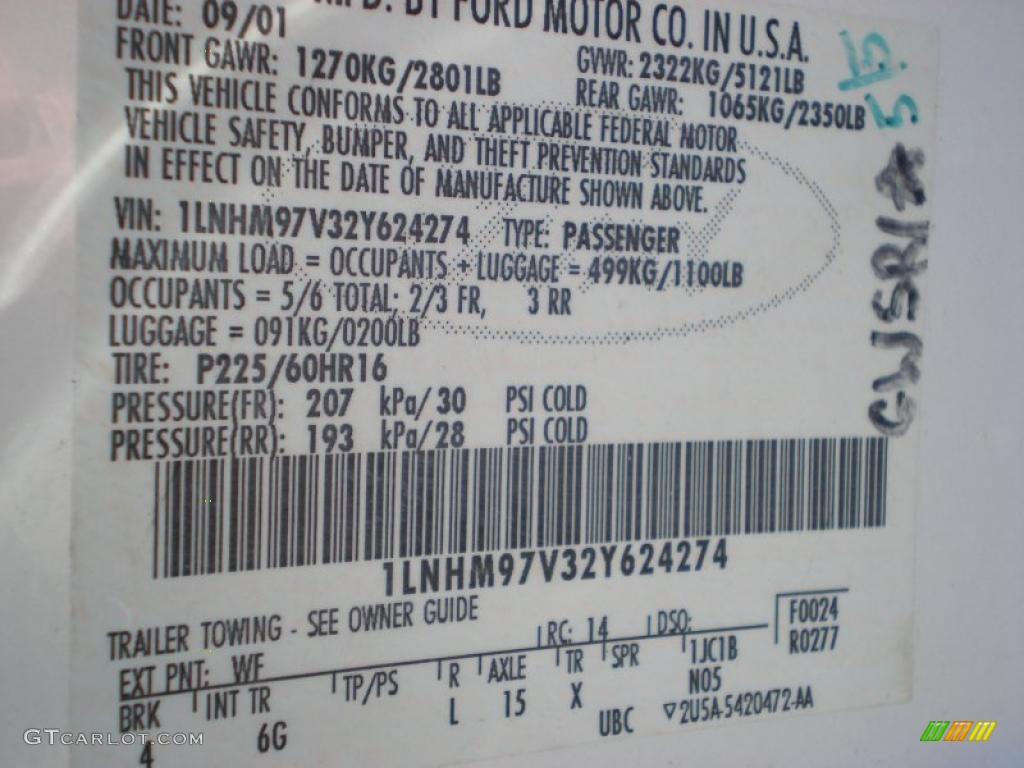 DATE: 09/01 MFD. BY FORD MOTOR CO. IN U.S.A.
FRONT GAWR: 1270KG/2801LB GVWR: 2322KG/5121LB
REAR GAWR: 1065KG/2350LB
THIS VEHICLE CONFORMS TO ALL APPLICABLE FEDERAL MOTOR
VEHICLE SAFETY, BUMPER, AND THEFT PREVENTION STANDARDS
IN EFFECT ON THE DATE OF MANUFACTURE SHOWN ABOVE.
VIN: 1LNHM97V32Y624274 TYPE: PASSENGER
MAXIMUM LOAD = OCCUPANTS + LUGGAGE = 499KG/1100LB
OCCUPANTS = 5/6 TOTAL; 2/3 FR, 3 RR
LUGGAGE = 091KG/0200LB
TIRE: P225/60HR16
PRESSURE(FR): 207 kPa/30 PSI COLD
PRESSURE(RR): 193 kPa/28 PSI COLD
1LNHM97V32Y624274
TRAILER TOWING - SEE OWNER GUIDE
EXT PNT: WF RC: 14 DSO: F0024
R0277
BRK INT TR TP/PS R AXLE TR SPR 1JC1B
4 6G L 15 X N05
UBC ▽2U5A-5420472-AA
GTCARLOT.COM